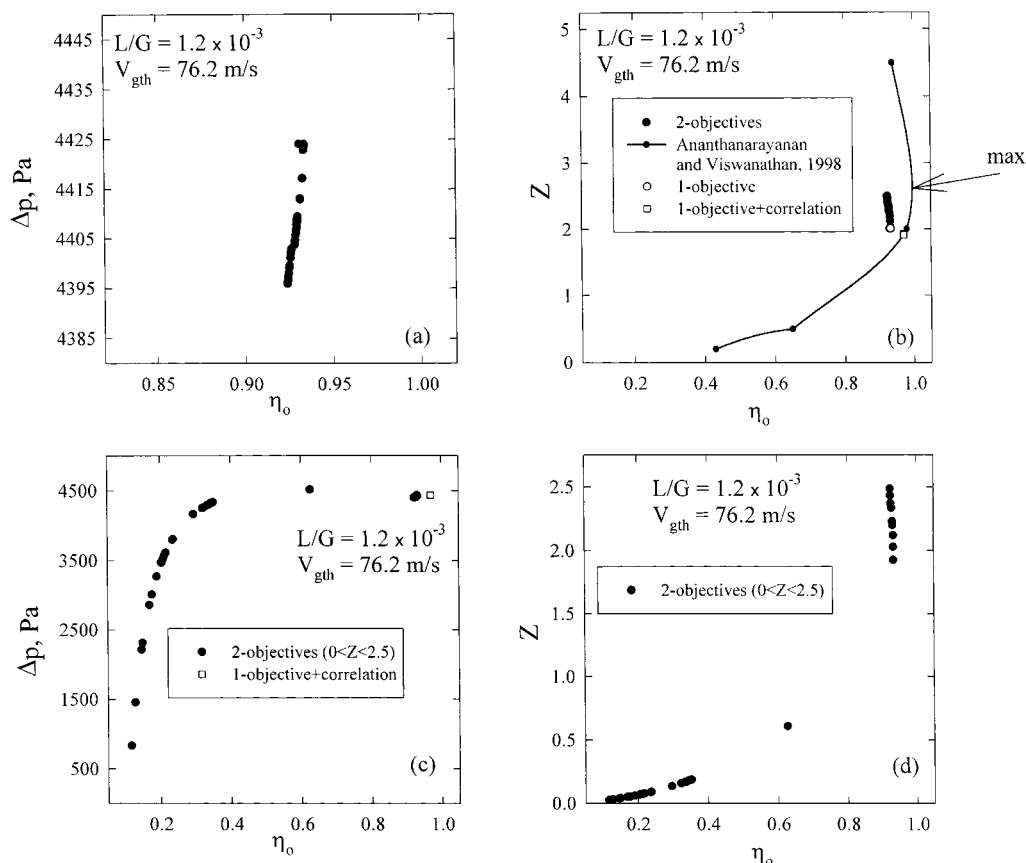 4445
4435
4425
4415
4405
4395
4385
Δp, Pa
L/G = 1.2 x 10⁻³
V_gth = 76.2 m/s
(a)
0.85
0.90
0.95
1.00
η_o
5
4
3
2
1
0
Z
L/G = 1.2 x 10⁻³
V_gth = 76.2 m/s
2-objectives
Ananthanarayanan
and Viswanathan, 1998
1-objective
1-objective+correlation
max
(b)
0.2
0.4
0.6
0.8
1.0
η_o
4500
3500
2500
1500
500
Δp, Pa
L/G = 1.2 x 10⁻³
V_gth = 76.2 m/s
2-objectives (0<Z<2.5)
1-objective+correlation
(c)
0.2
0.4
0.6
0.8
1.0
η_o
2.5
2.0
1.5
1.0
0.5
0.0
Z
L/G = 1.2 x 10⁻³
V_gth = 76.2 m/s
2-objectives (0<Z<2.5)
(d)
0.2
0.4
0.6
0.8
1.0
η_o